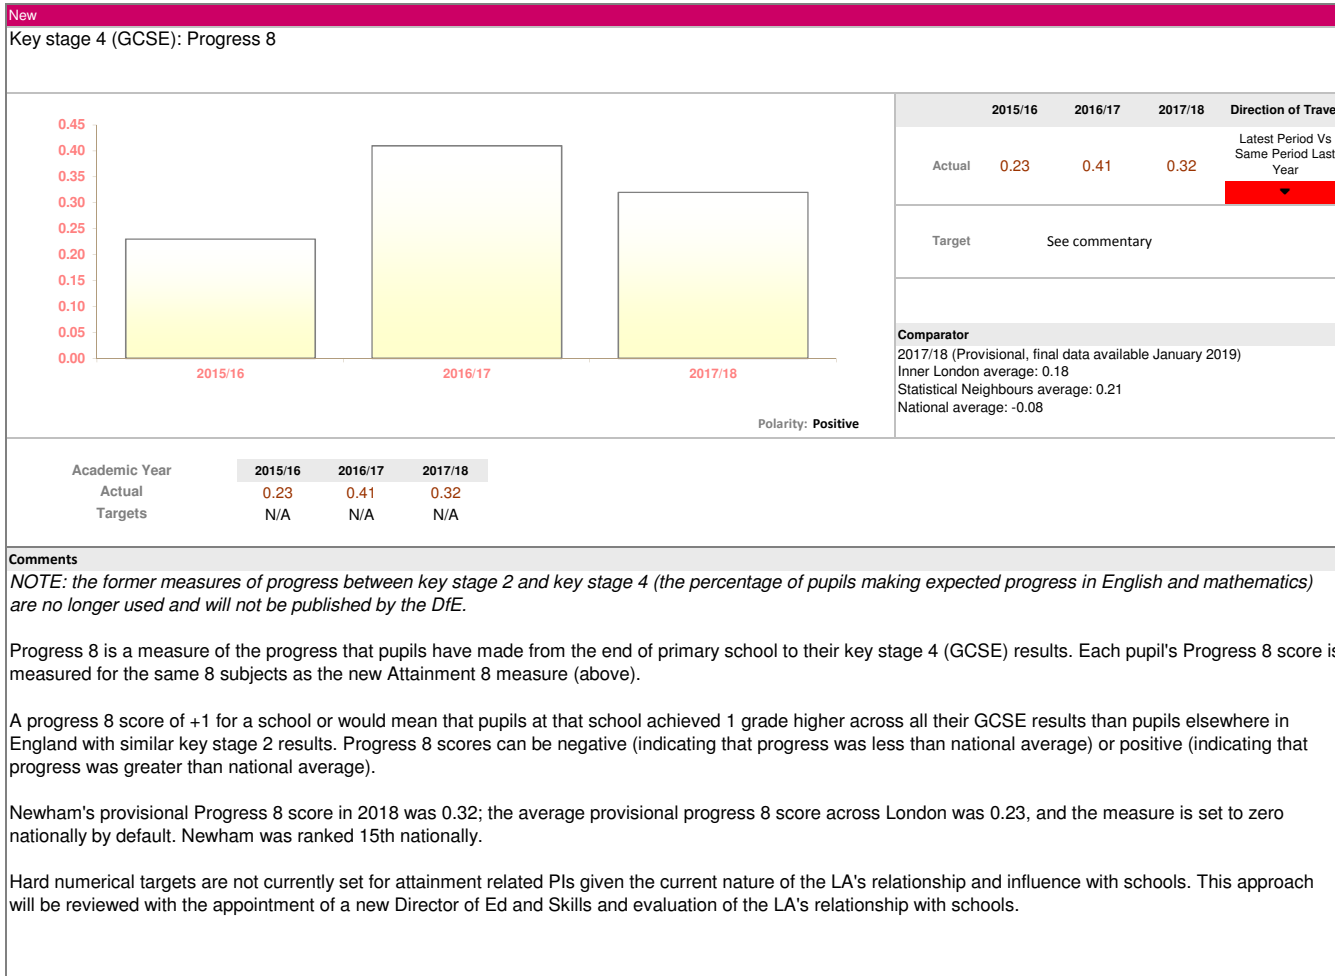 New
Key stage 4 (GCSE): Progress 8
0.45
0.40
0.35
0.30
0.25
0.20
0.15
0.10
0.05
0.00
2015/16 2016/17 2017/18
Polarity: Positive
2015/16 2016/17 2017/18 Direction of Trave
Latest Period Vs
Same Period Last
Year
Actual 0.23 0.41 0.32
Target See commentary
Comparator
2017/18 (Provisional, final data available January 2019)
Inner London average: 0.18
Statistical Neighbours average: 0.21
National average: -0.08
Academic Year 2015/16 2016/17 2017/18
Actual 0.23 0.41 0.32
Targets N/A N/A N/A
Comments
NOTE: the former measures of progress between key stage 2 and key stage 4 (the percentage of pupils making expected progress in English and mathematics)
are no longer used and will not be published by the DfE.
Progress 8 is a measure of the progress that pupils have made from the end of primary school to their key stage 4 (GCSE) results. Each pupil's Progress 8 score is
measured for the same 8 subjects as the new Attainment 8 measure (above).
A progress 8 score of +1 for a school or would mean that pupils at that school achieved 1 grade higher across all their GCSE results than pupils elsewhere in
England with similar key stage 2 results. Progress 8 scores can be negative (indicating that progress was less than national average) or positive (indicating that
progress was greater than national average).
Newham's provisional Progress 8 score in 2018 was 0.32; the average provisional progress 8 score across London was 0.23, and the measure is set to zero
nationally by default. Newham was ranked 15th nationally.
Hard numerical targets are not currently set for attainment related PIs given the current nature of the LA's relationship and influence with schools. This approach
will be reviewed with the appointment of a new Director of Ed and Skills and evaluation of the LA's relationship with schools.